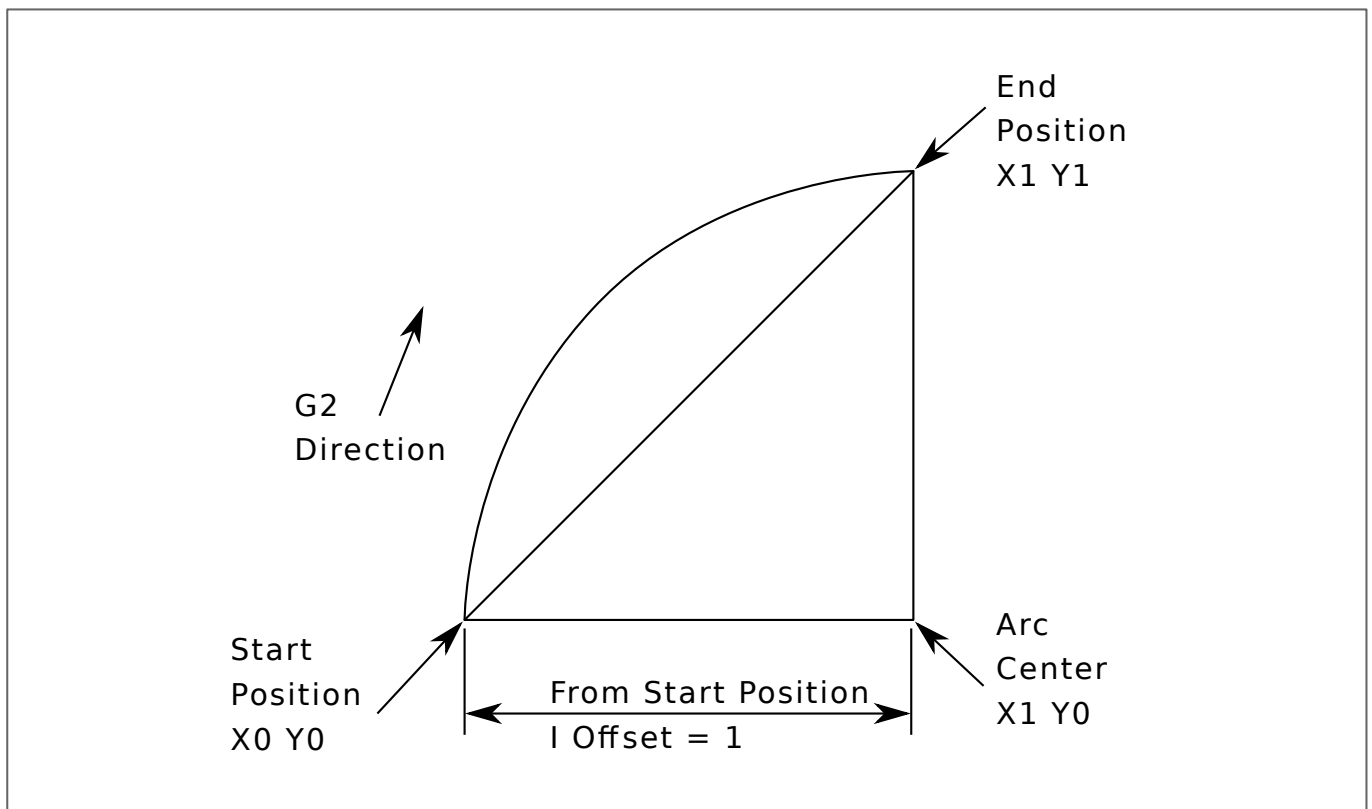 End
Position
X1 Y1
G2
Direction
Start
Position
X0 Y0
From Start Position
I Offset = 1
Arc
Center
X1 Y0